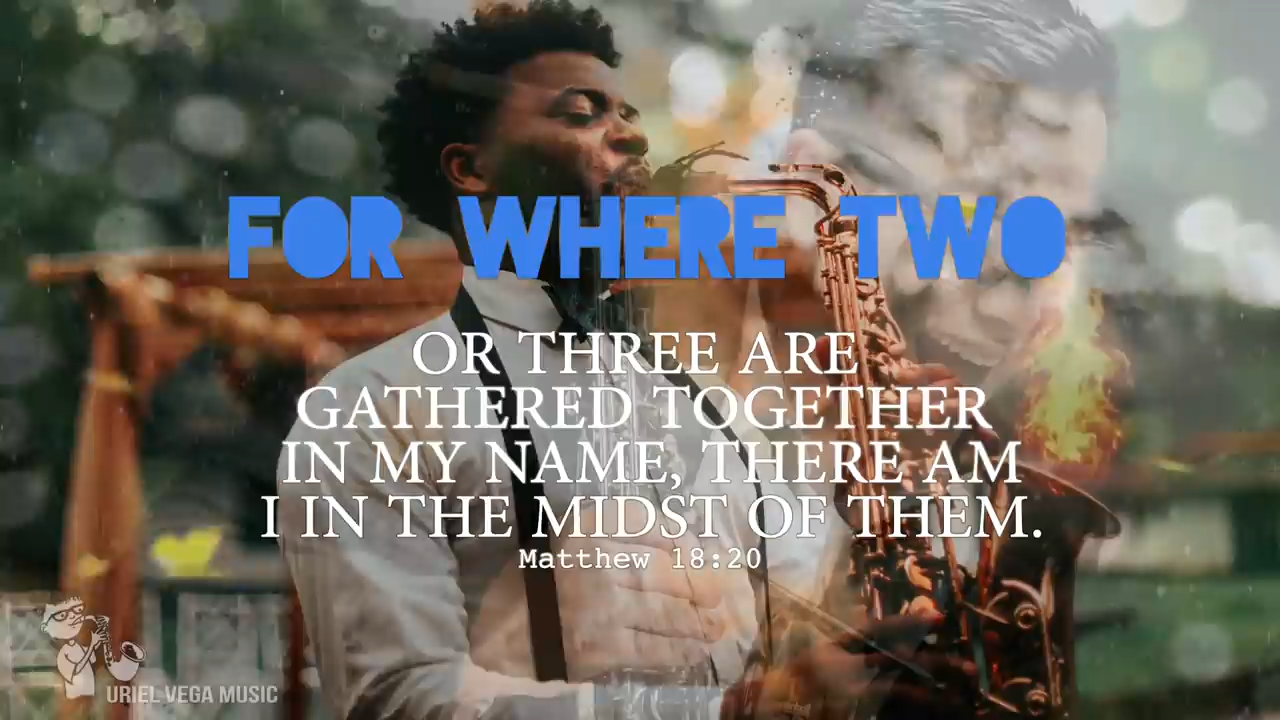 FOR WHERE TWO
OR THREE ARE
GATHERED TOGETHER
IN MY NAME, THERE AM
I IN THE MIDST OF THEM.
Matthew 18:20
URIEL VEGA MUSIC